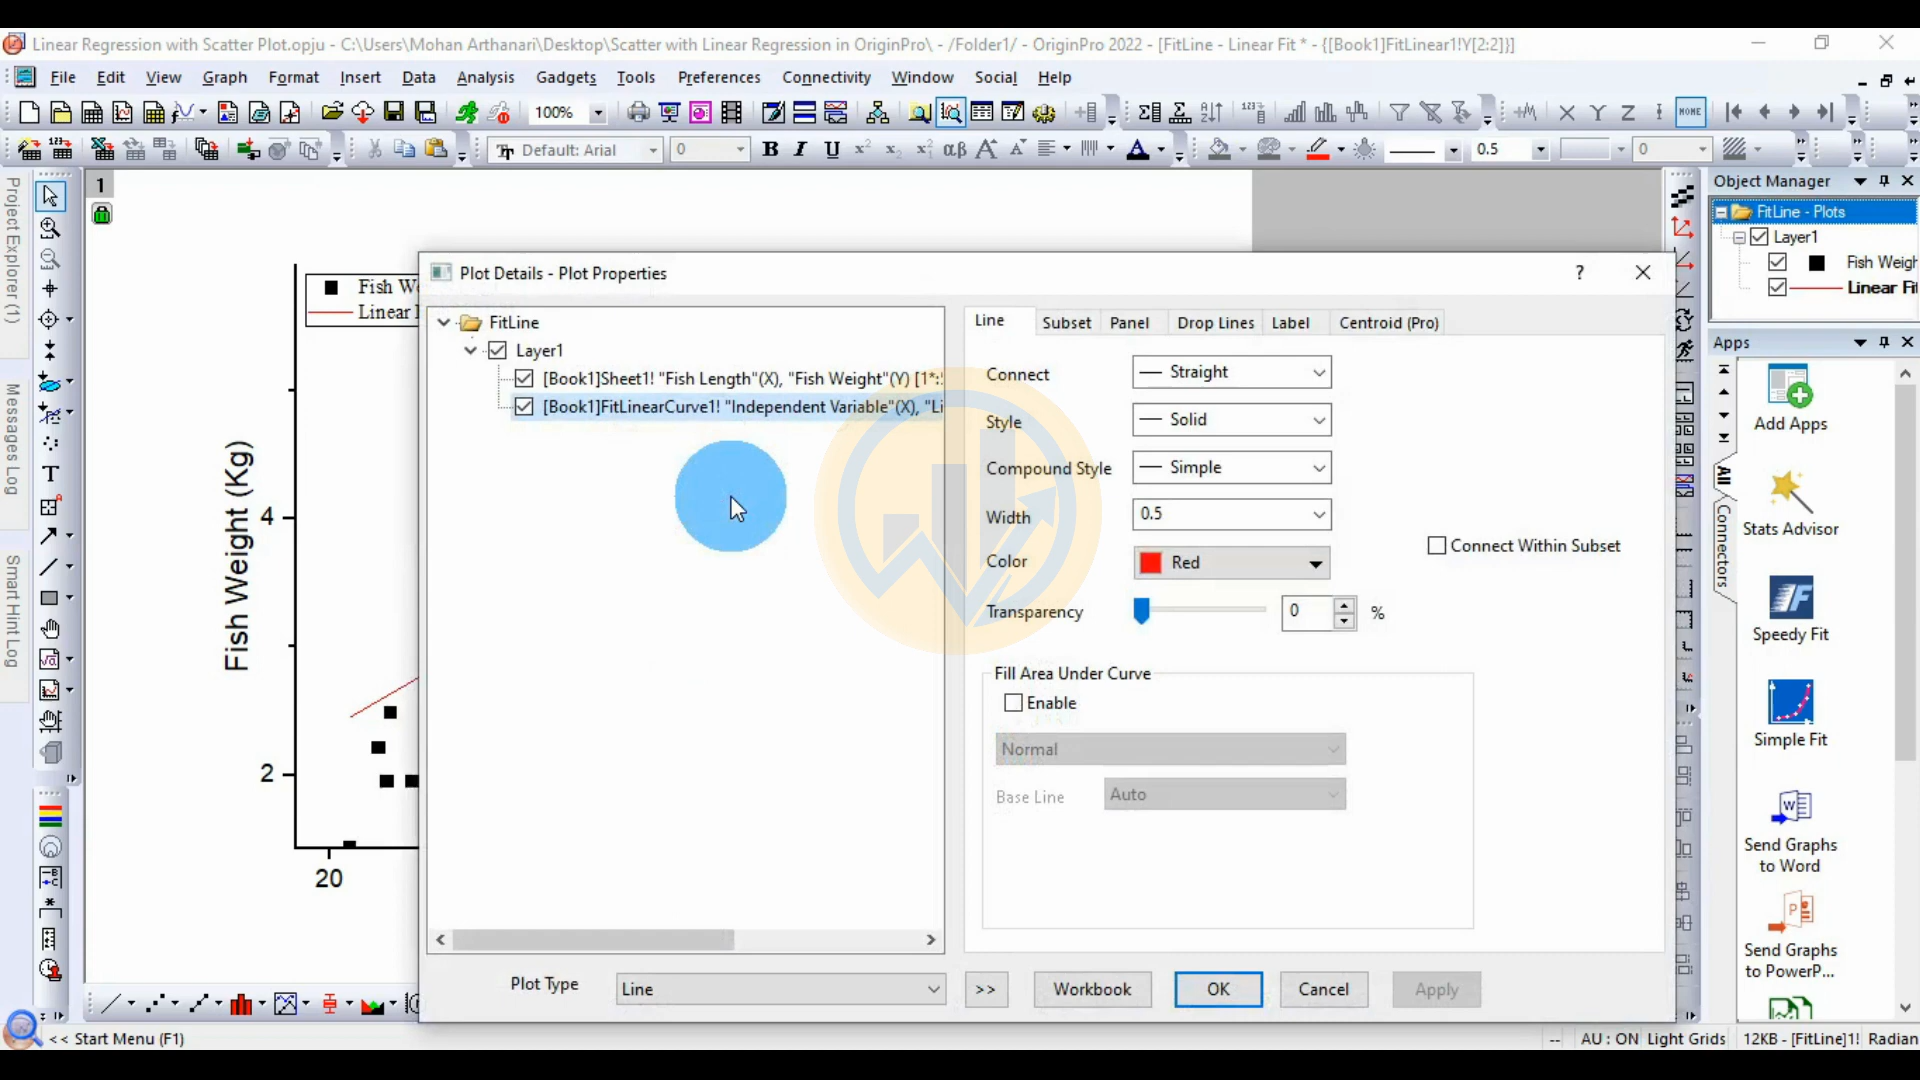 Linear Regression with Scatter Plot.opju - C:\Users\Mohan Arthanari\Desktop\Scatter with Linear Regression in OriginPro\ - /Folder1/ - OriginPro 2022 - [FitLine - Linear Fit * - {[Book1]FitLinear1!Y[2:2]}]
File Edit View Graph Format Insert Data Analysis Gadgets Tools Preferences Connectivity Window Social Help
100%
Default: Arial 0 B I U αβ A 0.5 0
Project Explorer (1)
Messages Log
Smart Hint Log
1
Fish We
Linear
Fish Weight (Kg)
4
2
20
Plot Details - Plot Properties
FitLine
Layer1
[Book1]Sheet1! "Fish Length"(X), "Fish Weight"(Y) [1*:
[Book1]FitLinearCurve1! "Independent Variable"(X), "Li
Line Subset Panel Drop Lines Label Centroid (Pro)
Connect Straight
Style Solid
Compound Style Simple
Width 0.5
Color Red
Connect Within Subset
Transparency 0 %
Fill Area Under Curve
Enable
Normal
Base Line Auto
Plot Type Line >> Workbook OK Cancel Apply
Object Manager
FitLine - Plots
Layer1
Fish Weigh
Linear Fi
Apps
All
Connectors
Add Apps
Stats Advisor
Speedy Fit
Simple Fit
Send Graphs
to Word
Send Graphs
to PowerP...
<< Start Menu (F1)
-- AU : ON Light Grids 12KB - [FitLine]1! Radian